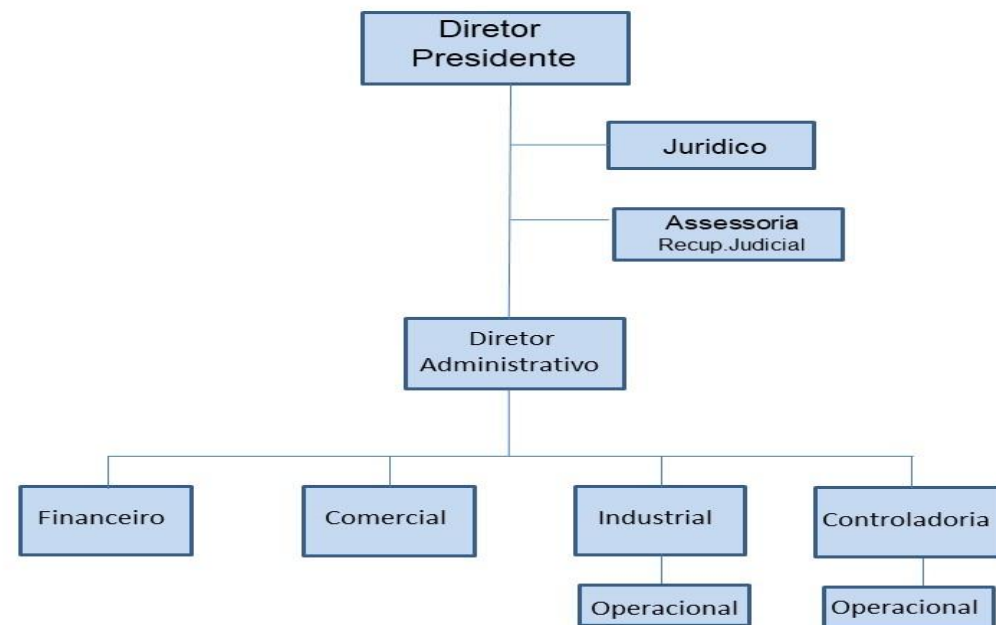 Diretor
Presidente
Juridico
Assessoria
Recup.Judicial
Diretor
Administrativo
Financeiro
Comercial
Industrial
Controladoria
Operacional
Operacional